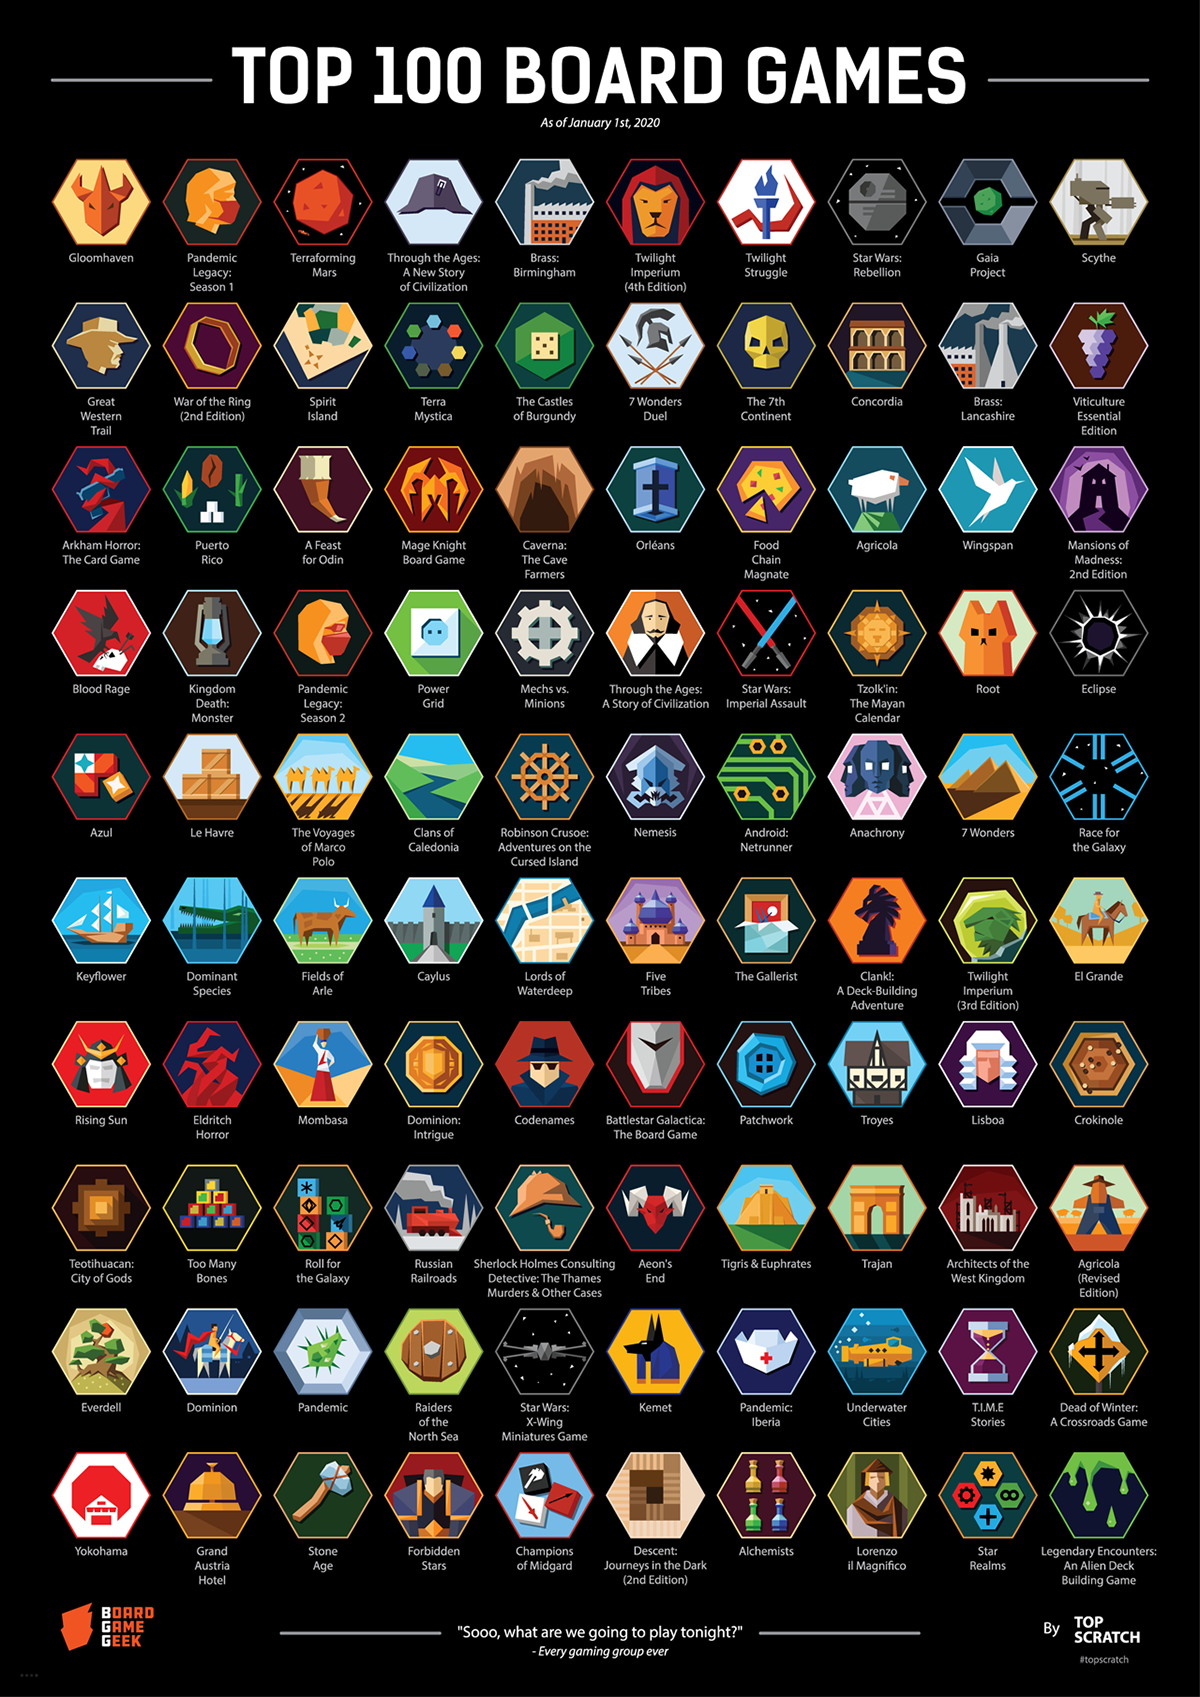 TOP 100 BOARD GAMES
As of January 1st, 2020
Gloomhaven
Pandemic
Legacy:
Season 1
Terraforming
Mars
Through the Ages:
A New Story
of Civilization
Brass:
Birmingham
Twilight
Imperium
(4th Edition)
Twilight
Struggle
Star Wars:
Rebellion
Gaia
Project
Scythe
Great
Western
Trail
War of the Ring
(2nd Edition)
Spirit
Island
Terra
Mystica
The Castles
of Burgundy
7 Wonders
Duel
The 7th
Continent
Concordia
Brass:
Lancashire
Viticulture
Essential
Edition
Arkham Horror:
The Card Game
Puerto
Rico
A Feast
for Odin
Mage Knight
Board Game
Caverna:
The Cave
Farmers
Orléans
Food
Chain
Magnate
Agricola
Wingspan
Mansions of
Madness:
2nd Edition
Blood Rage
Kingdom
Death:
Monster
Pandemic
Legacy:
Season 2
Power
Grid
Mechs vs.
Minions
Through the Ages:
A Story of Civilization
Star Wars:
Imperial Assault
Tzolk'in:
The Mayan
Calendar
Root
Eclipse
Azul
Le Havre
The Voyages
of Marco
Polo
Clans of
Caledonia
Robinson Crusoe:
Adventures on the
Cursed Island
Nemesis
Android:
Netrunner
Anachrony
7 Wonders
Race for
the Galaxy
Keyflower
Dominant
Species
Fields of
Arle
Caylus
Lords of
Waterdeep
Five
Tribes
The Gallerist
Clank!:
A Deck-Building
Adventure
Twilight
Imperium
(3rd Edition)
El Grande
Rising Sun
Eldritch
Horror
Mombasa
Dominion:
Intrigue
Codenames
Battlestar Galactica:
The Board Game
Patchwork
Troyes
Lisboa
Crokinole
Teotihuacan:
City of Gods
Too Many
Bones
Roll for
the Galaxy
Russian
Railroads
Sherlock Holmes Consulting
Detective: The Thames
Murders & Other Cases
Aeon's
End
Tigris & Euphrates
Trajan
Architects of the
West Kingdom
Agricola
(Revised
Edition)
Everdell
Dominion
Pandemic
Raiders
of the
North Sea
Star Wars:
X-Wing
Miniatures Game
Kemet
Pandemic:
Iberia
Underwater
Cities
T.I.M.E
Stories
Dead of Winter:
A Crossroads Game
Yokohama
Grand
Austria
Hotel
Stone
Age
Forbidden
Stars
Champions
of Midgard
Descent:
Journeys in the Dark
(2nd Edition)
Alchemists
Lorenzo
il Magnifico
Star
Realms
Legendary Encounters:
An Alien Deck
Building Game
BOARD
GAME
GEEK
"Sooo, what are we going to play tonight?"
- Every gaming group ever
By
TOP
SCRATCH
#topscratch